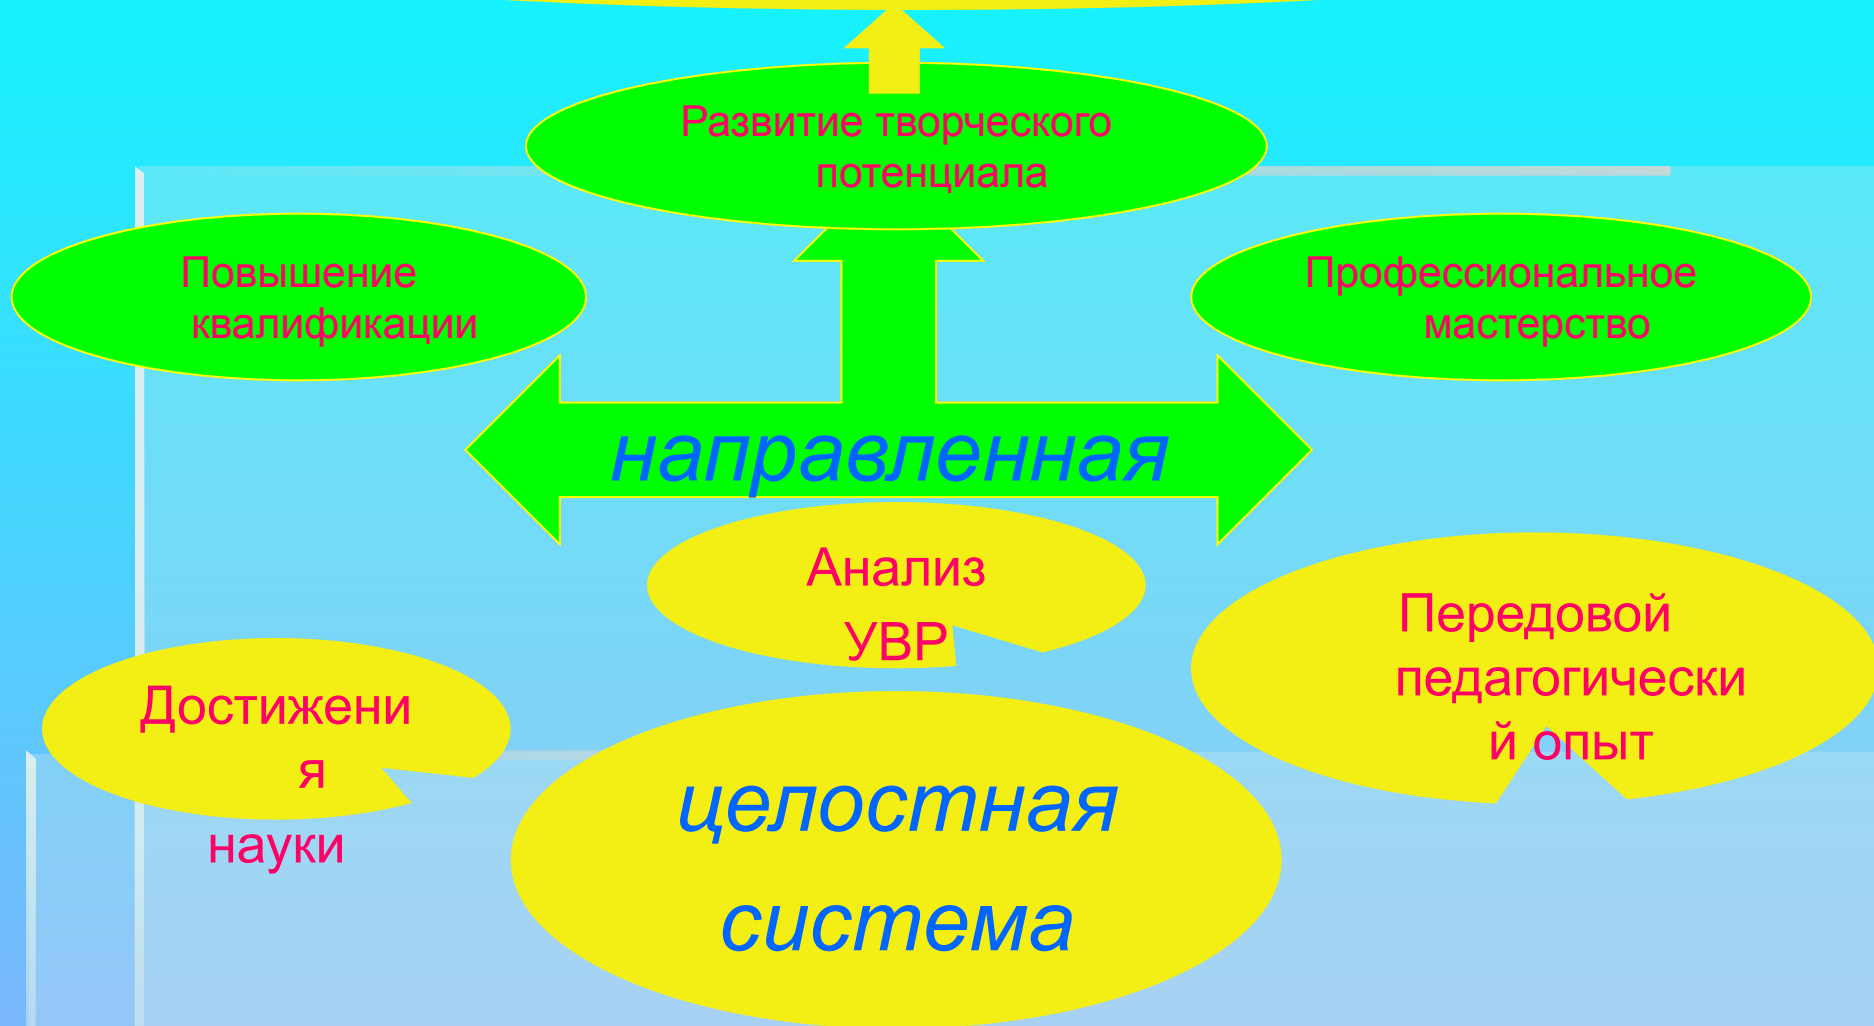 Развитие творческого
потенциала
Повышение
квалификации
Профессиональное
мастерство
направленная
Анализ
УВР
Передовой
педагогически
й опыт
Достижени
я
науки
целостная
система